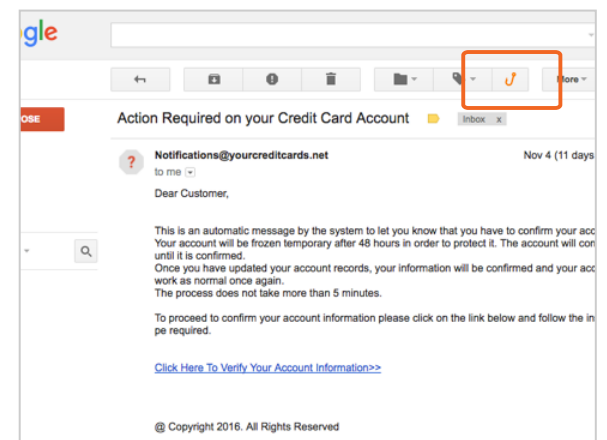 gle
More
OSE
Action Required on your Credit Card Account
Inbox x
?
Notifications@yourcreditcards.net
Nov 4 (11 days
to me
Dear Customer,
This is an automatic message by the system to let you know that you have to confirm your acc
Your account will be frozen temporary after 48 hours in order to protect it. The account will con
until it is confirmed.
Once you have updated your account records, your information will be confirmed and your acc
work as normal once again.
The process does not take more than 5 minutes.
To proceed to confirm your account information please click on the link below and follow the in
pe required.
Click Here To Verify Your Account Information>>
@ Copyright 2016. All Rights Reserved